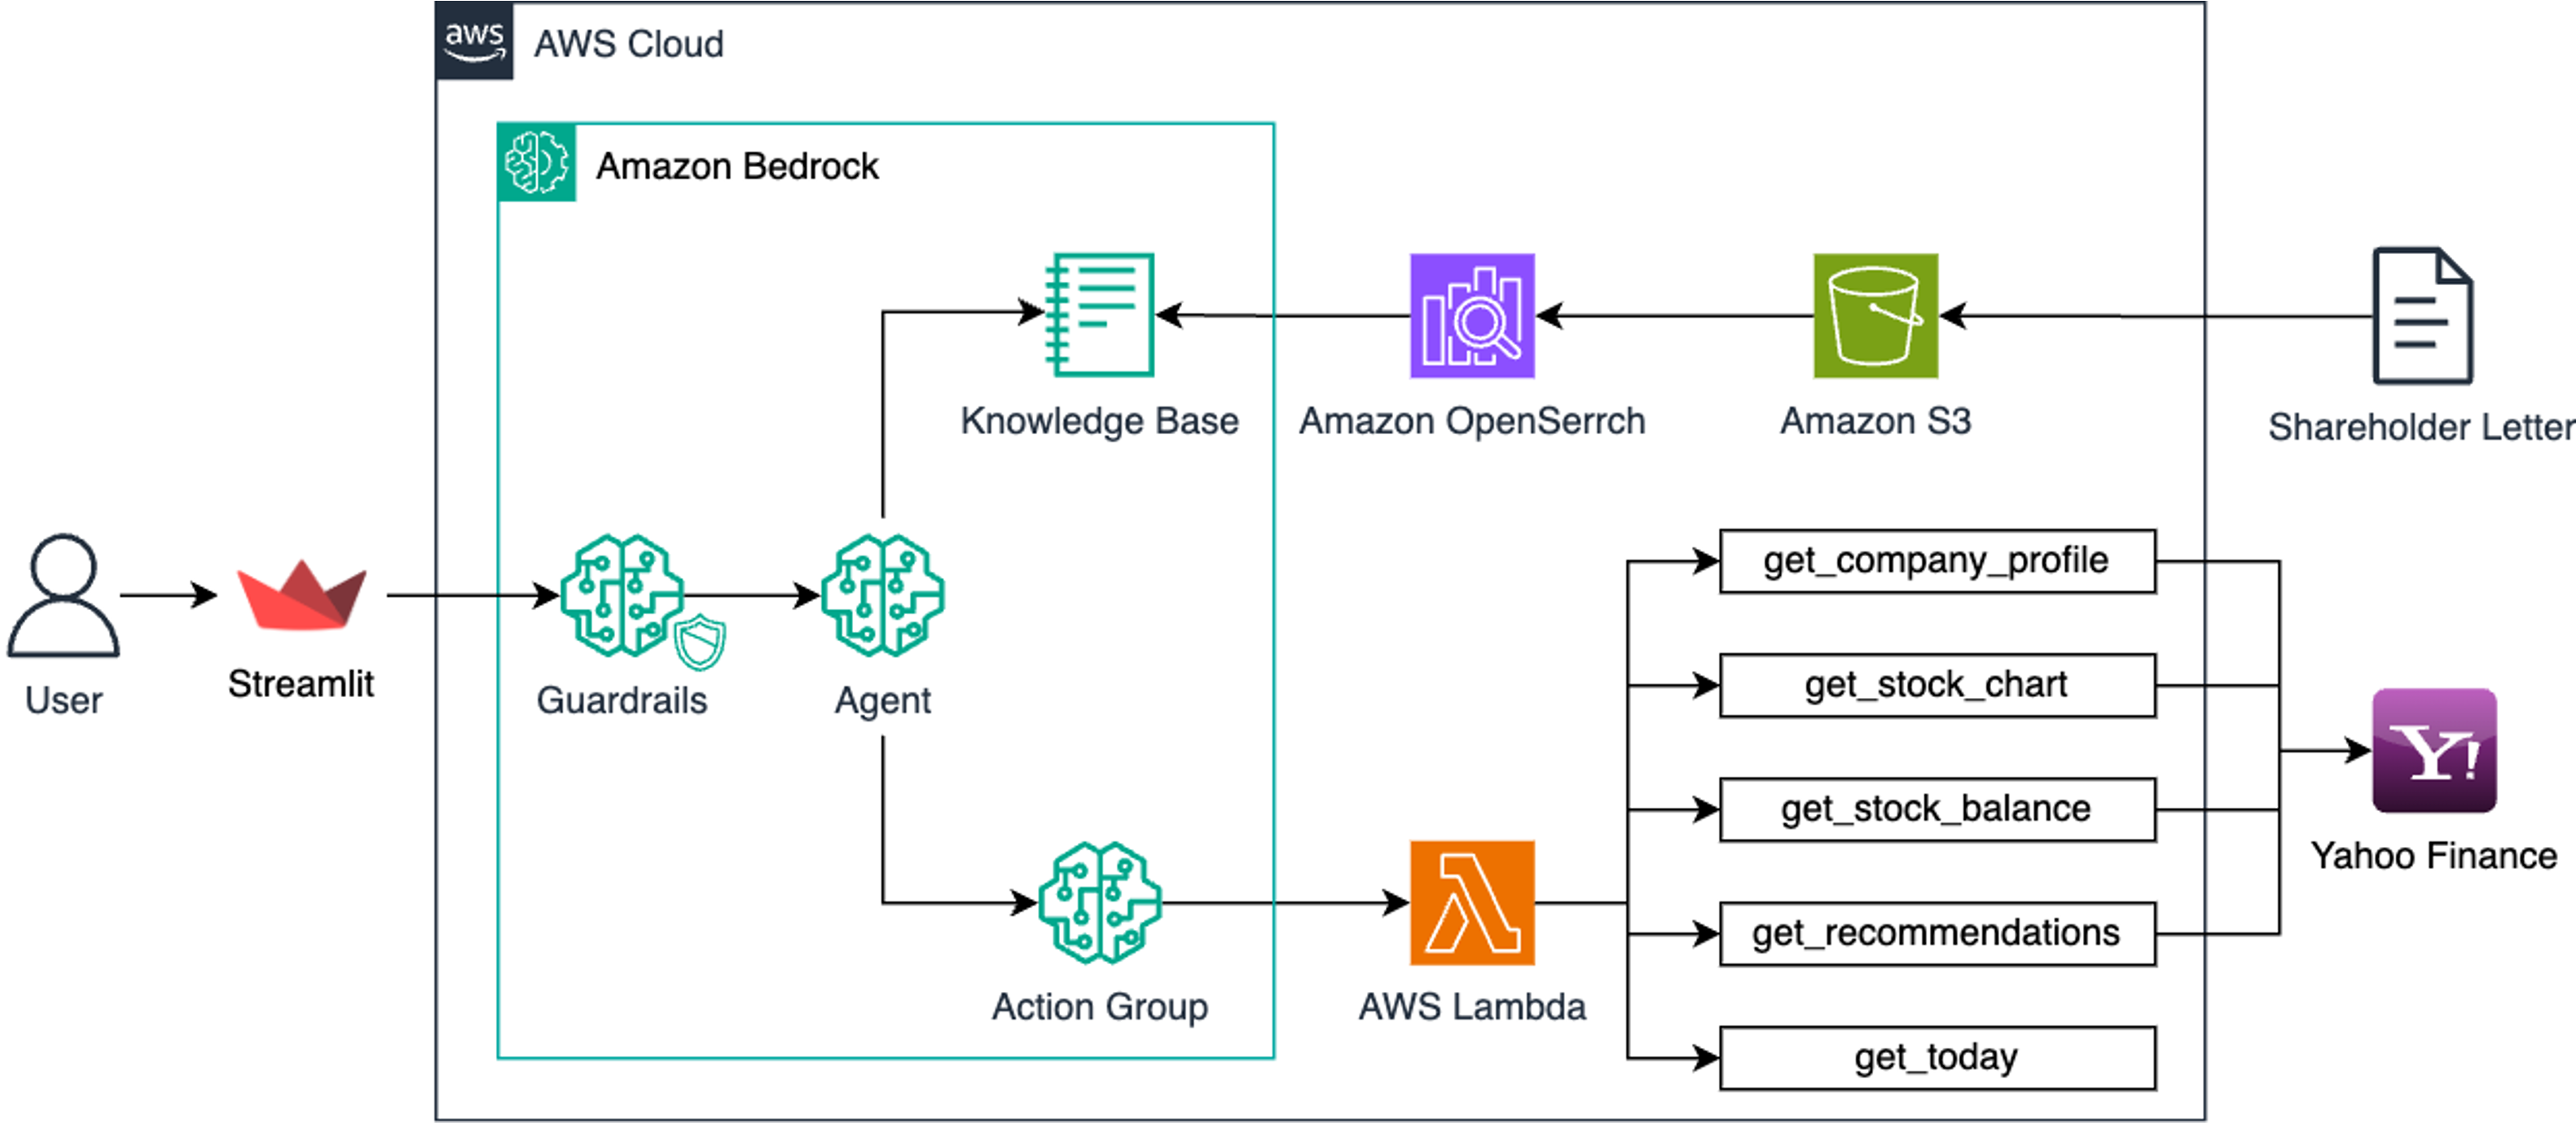 aws
AWS Cloud
Amazon Bedrock
Knowledge Base
Amazon OpenSerrch
Amazon S3
Shareholder Letter
User
Streamlit
Guardrails
Agent
Action Group
AWS Lambda
get_company_profile
get_stock_chart
get_stock_balance
get_recommendations
get_today
Y!
Yahoo Finance